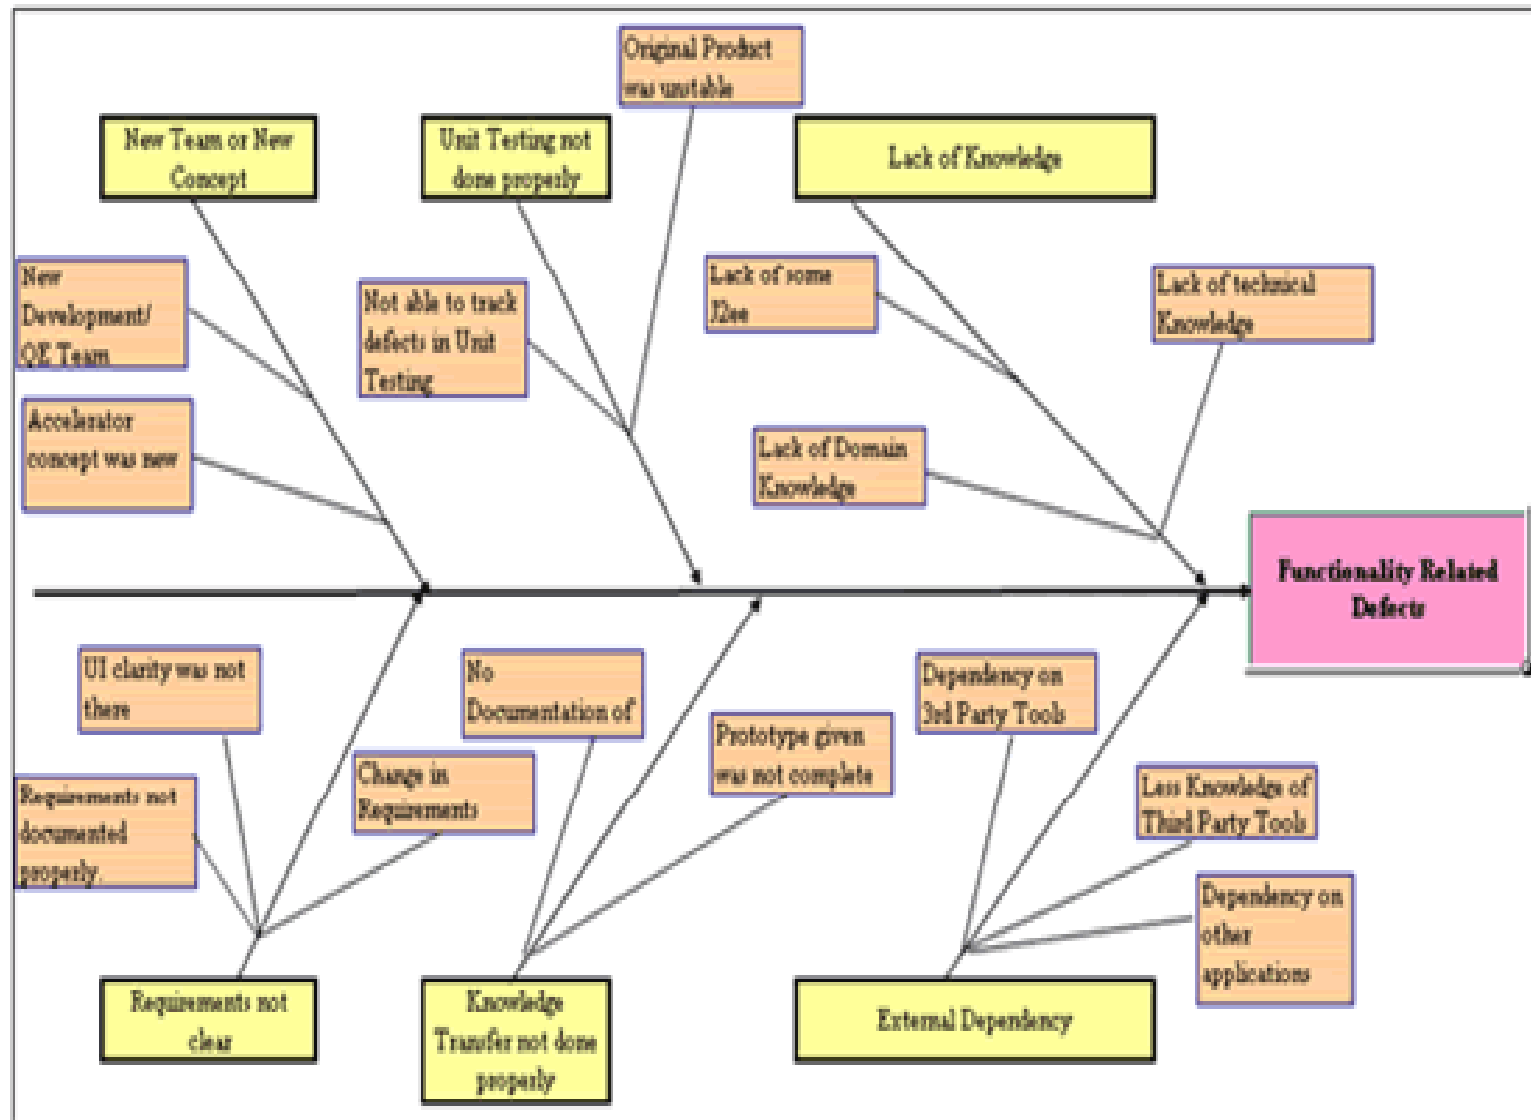 Original Product
was unstable
New Team or New
Concept
Unit Testing not
done properly
Lack of Knowledge
New
Development/
QE Team
Not able to track
defects in Unit
Testing
Lack of some
J2ee
Lack of technical
Knowledge
Accelerator
concept was new
Lack of Domain
Knowledge
Functionality Related
Defects
UI clarity was not
there
No
Documentation of
Dependency on
3rd Party Tools
Prototype given
was not complete
Change in
Requirements
Requirements not
documented
properly.
Less Knowledge of
Third Party Tools
Dependency on
other
applications
Requirements not
clear
Knowledge
Transfer not done
properly
External Dependency